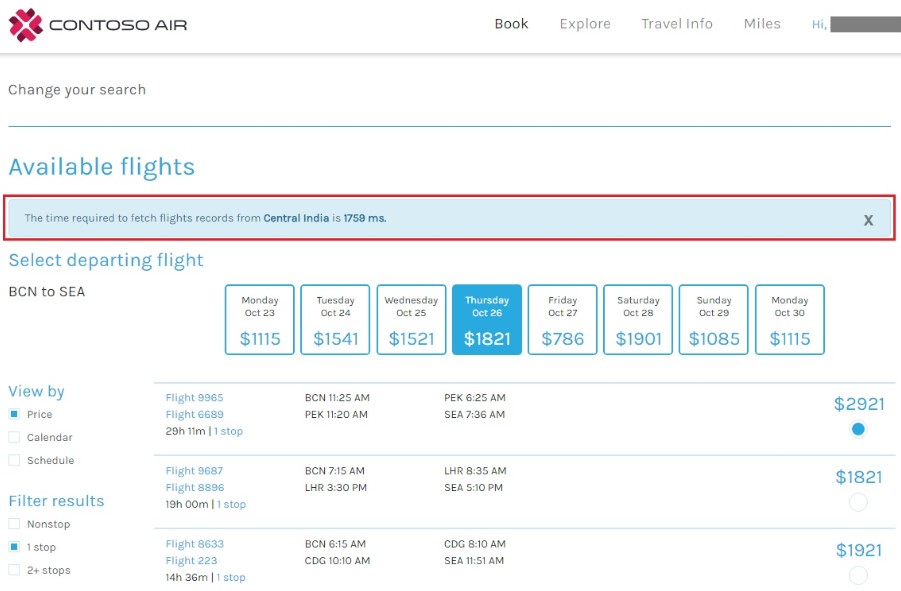 CONTOSO AIR
Book Explore Travel Info Miles Hi,
Change your search
Available flights
The time required to fetch flights records from Central India is 1759 ms. X
Select departing flight
BCN to SEA
Monday Tuesday Wednesday Thursday Friday Saturday Sunday Monday
Oct 23 Oct 24 Oct 25 Oct 26 Oct 27 Oct 28 Oct 29 Oct 30
$1115 $1541 $1521 $1821 $786 $1901 $1085 $1115
View by
Price
Calendar
Schedule
Filter results
Nonstop
1 stop
2+ stops
Flight 9965 BCN 11:25 AM PEK 6:25 AM $2921
Flight 6689 PEK 11:20 AM SEA 7:36 AM
29h 11m | 1 stop
Flight 9687 BCN 7:15 AM LHR 8:35 AM $1821
Flight 8896 LHR 3:30 PM SEA 5:10 PM
19h 00m | 1 stop
Flight 8633 BCN 6:15 AM CDG 8:10 AM $1921
Flight 223 CDG 10:10 AM SEA 11:51 AM
14h 36m | 1 stop